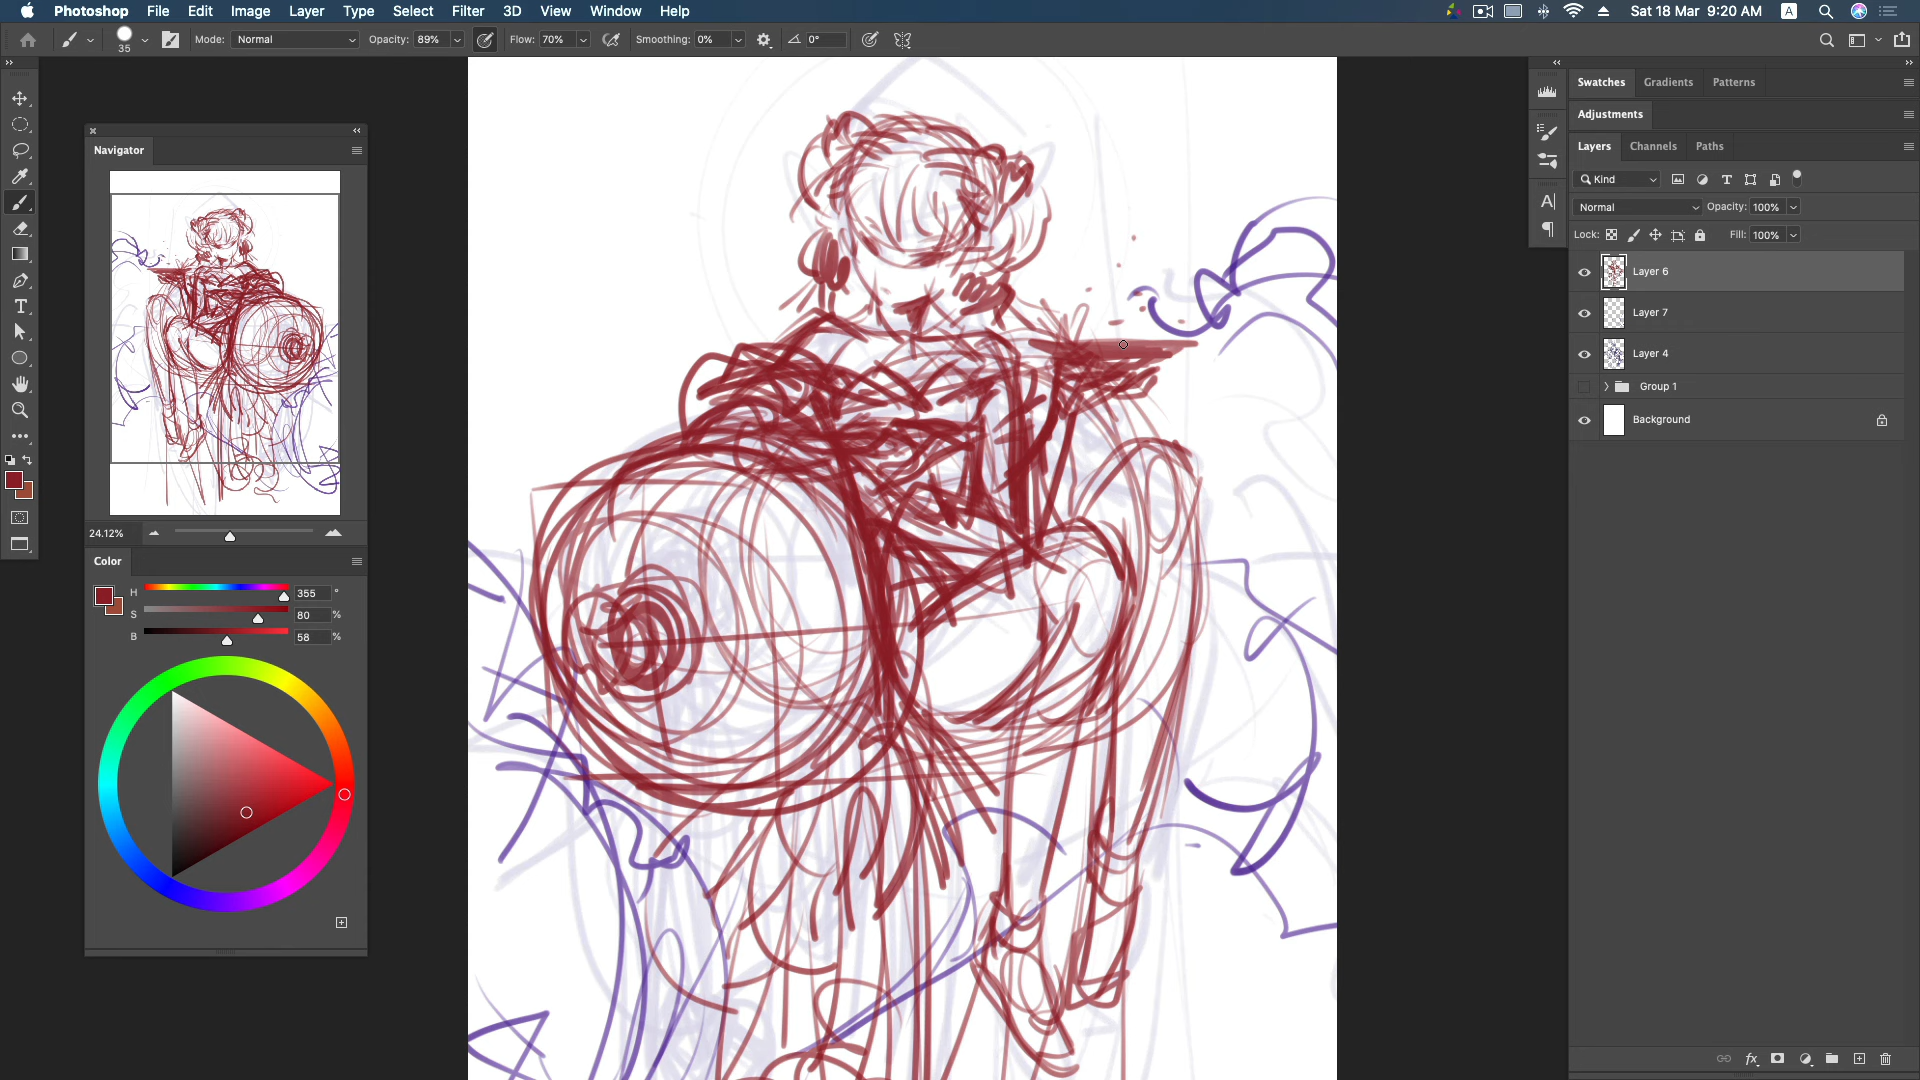 Photoshop File Edit Image Layer Type Select Filter 3D View Window Help Sat 18 Mar 9:20 AM A
35 Mode: Normal Opacity: 89% Flow: 70% Smoothing: 0% 0°
Navigator
24.12%
Color
H 355 °
S 80 %
B 58 %
Swatches Gradients Patterns
Adjustments
Layers Channels Paths
Kind
Normal Opacity: 100%
Lock: Fill: 100%
Layer 6
Layer 7
Layer 4
Group 1
Background